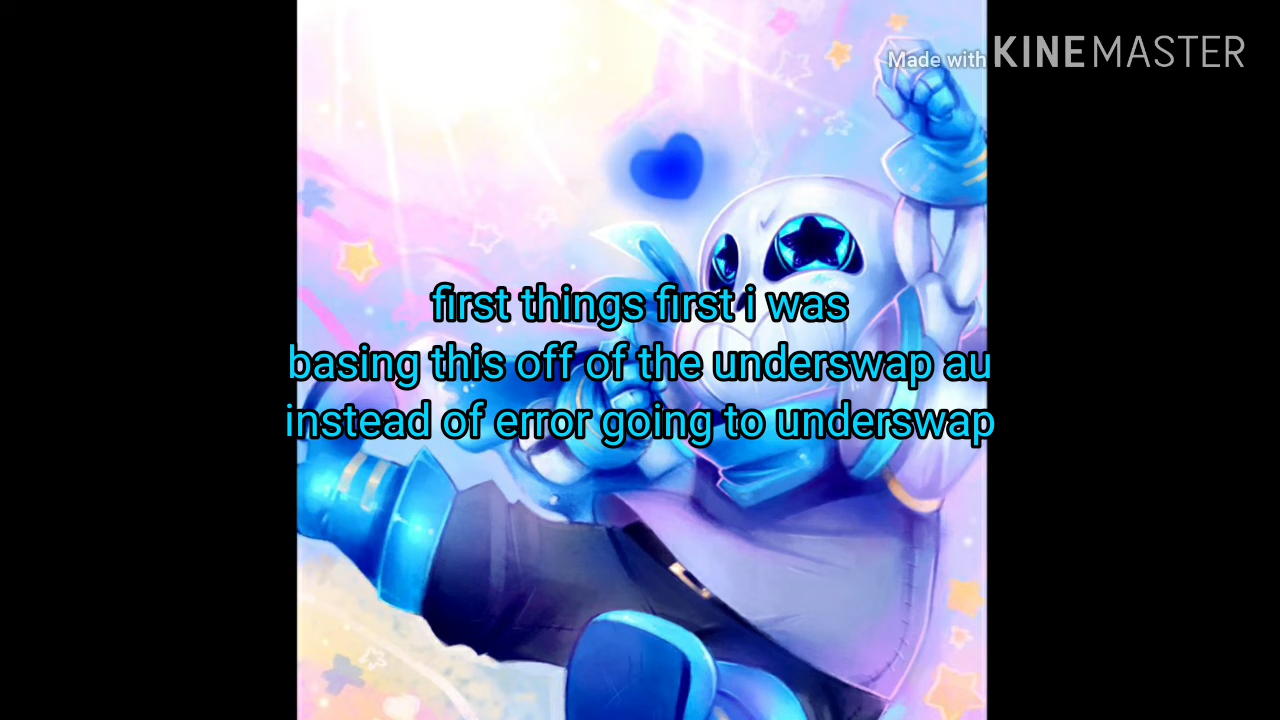 Made with KINEMASTER
first things first i was
basing this off of the underswap au
instead of error going to underswap